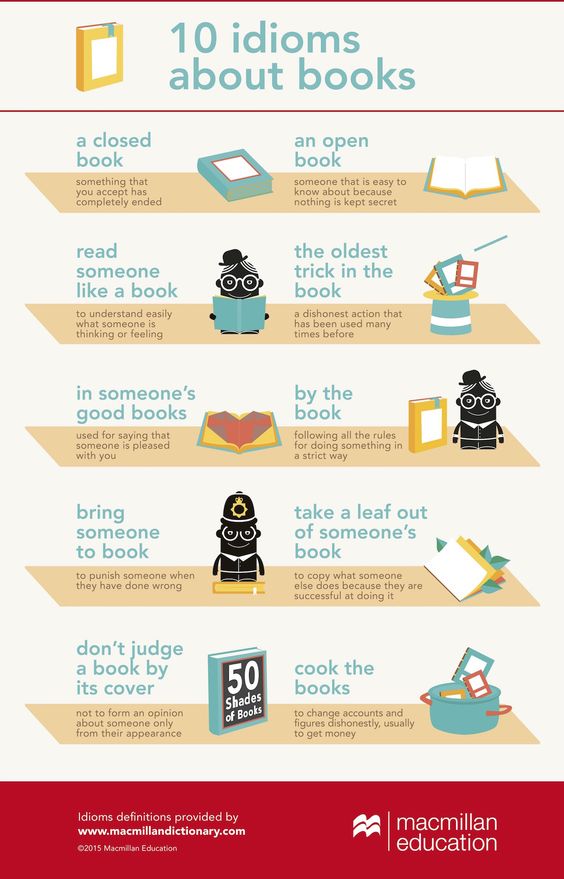 10 idioms
about books
a closed
book
something that
you accept has
completely ended
an open
book
someone that is easy to
know about because
nothing is kept secret
read
someone
like a book
to understand easily
what someone is
thinking or feeling
the oldest
trick in the
book
a dishonest action that
has been used many
times before
in someone's
good books
used for saying that
someone is pleased
with you
by the
book
following all the rules
for doing something in
a strict way
bring
someone
to book
to punish someone when
they have done wrong
take a leaf out
of someone's
book
to copy what someone
else does because they are
successful at doing it
don't judge
a book by
its cover
not to form an opinion
about someone only
from their appearance
50
Shades
of Books
cook the
books
to change accounts and
figures dishonestly, usually
to get money
Idioms definitions provided by
www.macmillandictionary.com
©2015 Macmillan Education
macmillan
education